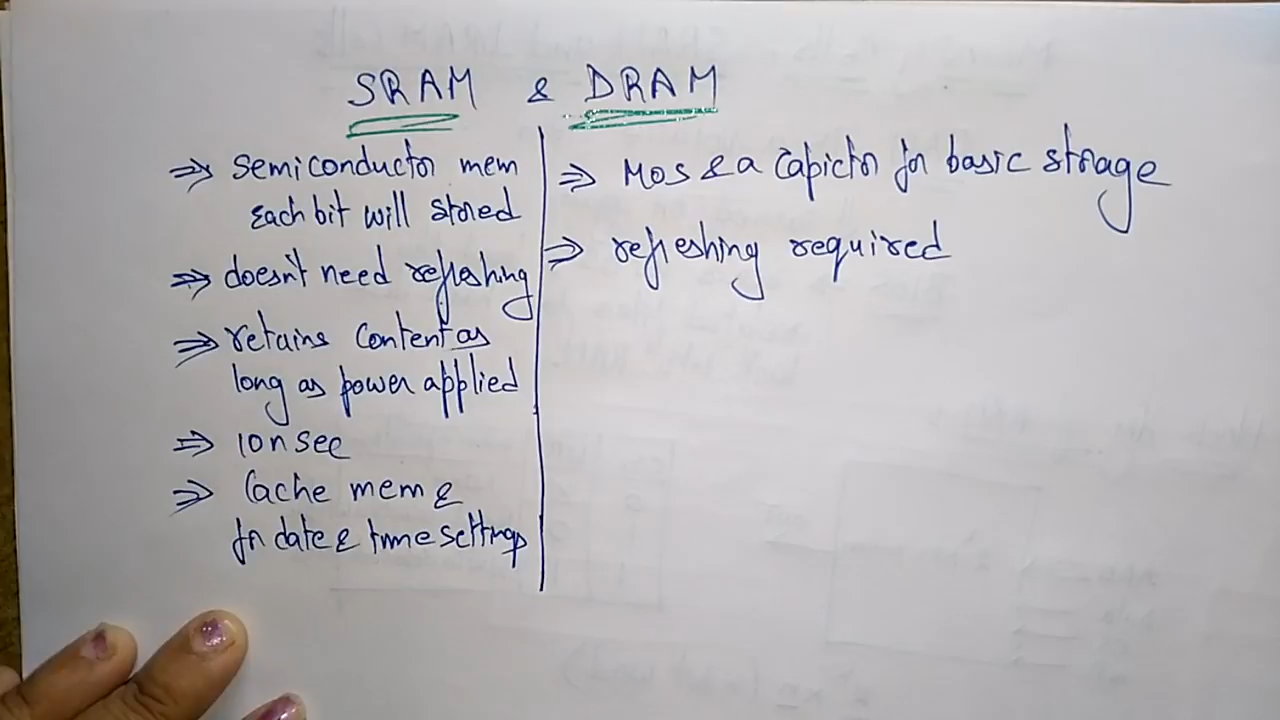 SRAM & DRAM
⇒ semiconductor mem
each bit will stored
⇒ doesn't need refreshing
⇒ retains content as
long as power applied
⇒ 10nsec
⇒ Cache mem &
for date & time settings
⇒ MOS & a Capictor for basic storage
⇒ refreshing required